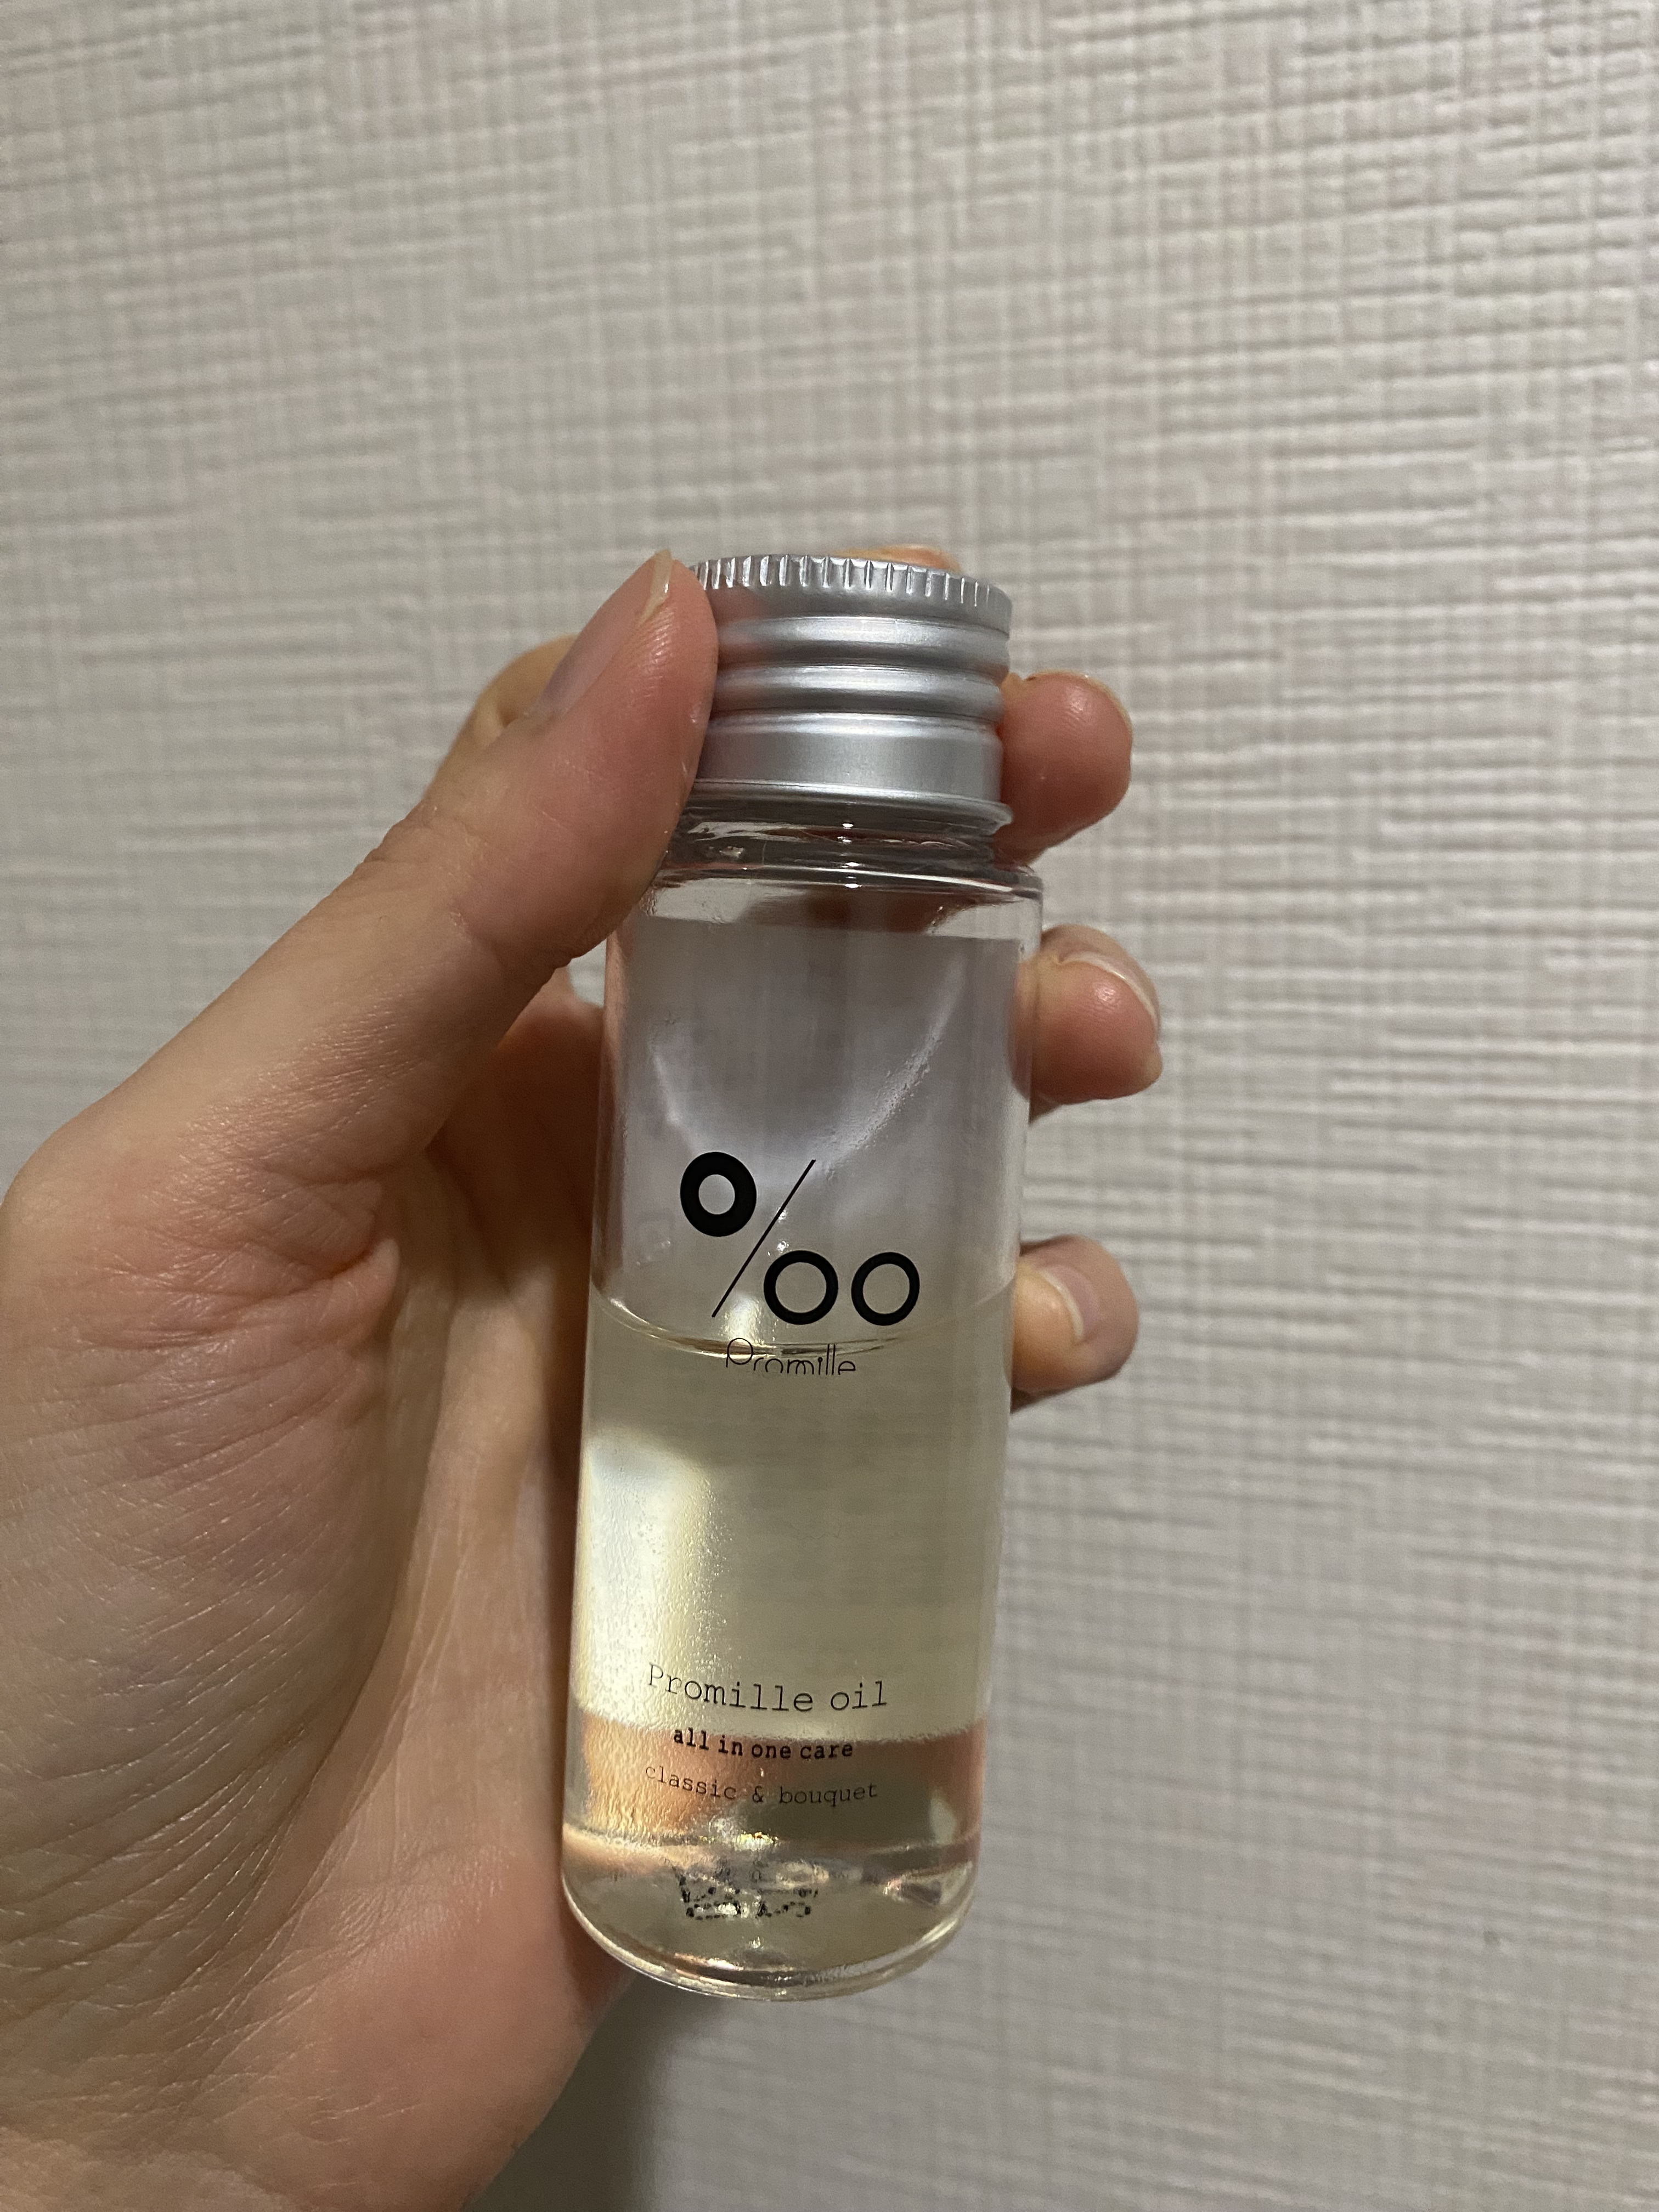 ‰
Promille
Promille oil
all in one care
classic & bouquet